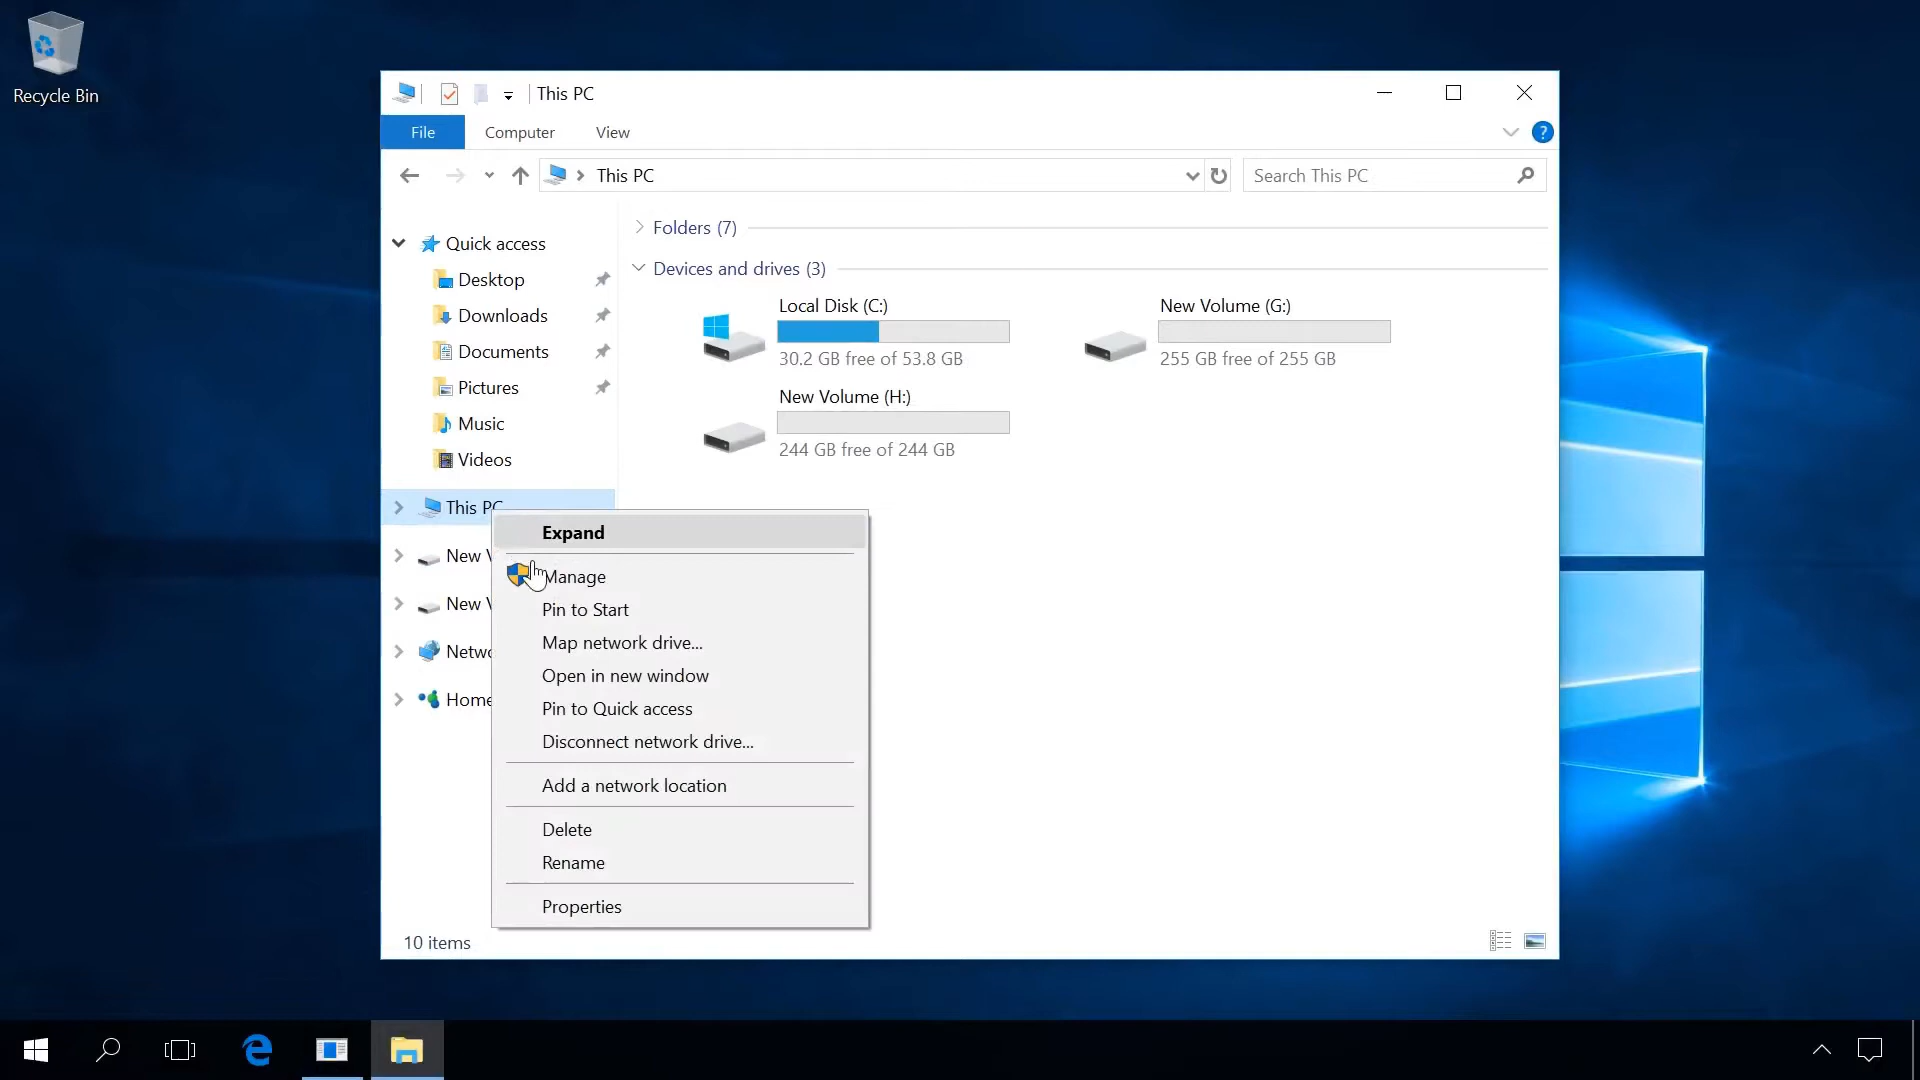 Recycle Bin
This PC
File
Computer
View
?
This PC
Search This PC
Quick access
Desktop
Downloads
Documents
Pictures
Music
Videos
This PC
New
New
Folders (7)
Devices and drives (3)
Local Disk (C:)
30.2 GB free of 53.8 GB
New Volume (G:)
255 GB free of 255 GB
New Volume (H:)
244 GB free of 244 GB
Expand
Manage
Pin to Start
Map network drive...
Open in new window
Pin to Quick access
Disconnect network drive...
Add a network location
Delete
Rename
Properties
10 items